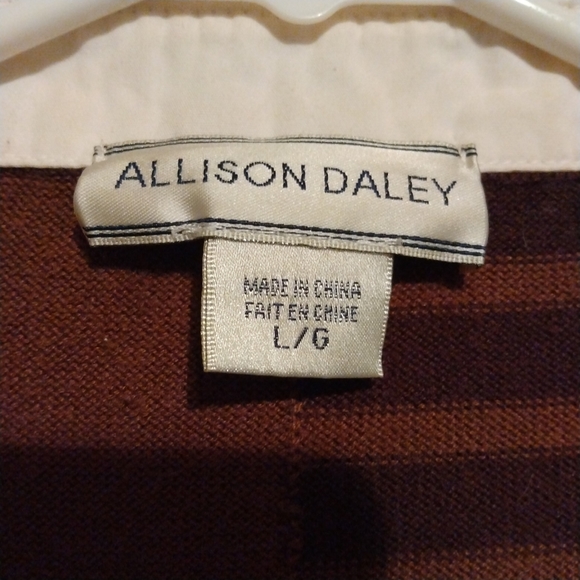 ALLISON DALEY
MADE IN CHINA
FAIT EN CHINE
L/G